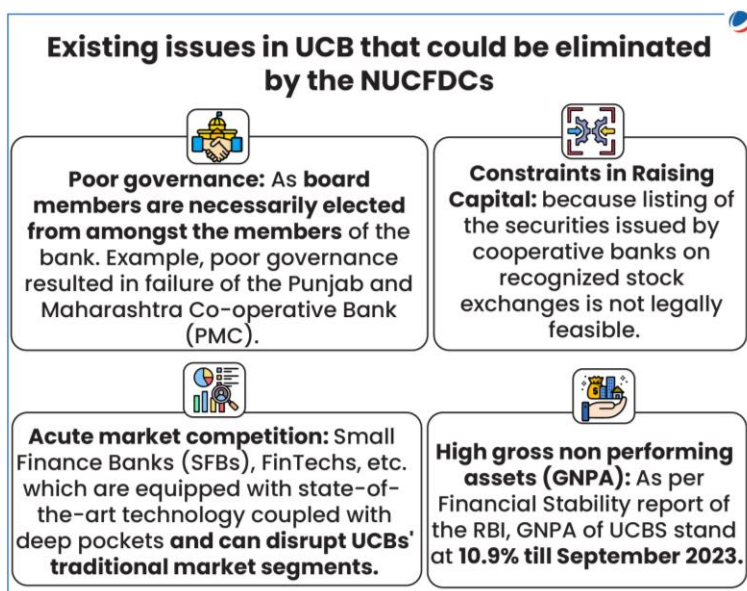 Existing issues in UCB that could be eliminated
by the NUCFDCs
Poor governance: As board
members are necessarily elected
from amongst the members of the
bank. Example, poor governance
resulted in failure of the Punjab and
Maharashtra Co-operative Bank
(PMC).
Constraints in Raising
Capital: because listing of
the securities issued by
cooperative banks on
recognized stock
exchanges is not legally
feasible.
Acute market competition: Small
Finance Banks (SFBs), FinTechs, etc.
which are equipped with state-of-
the-art technology coupled with
deep pockets and can disrupt UCBs'
traditional market segments.
High gross non performing
assets (GNPA): As per
Financial Stability report of
the RBI, GNPA of UCBS stand
at 10.9% till September 2023.